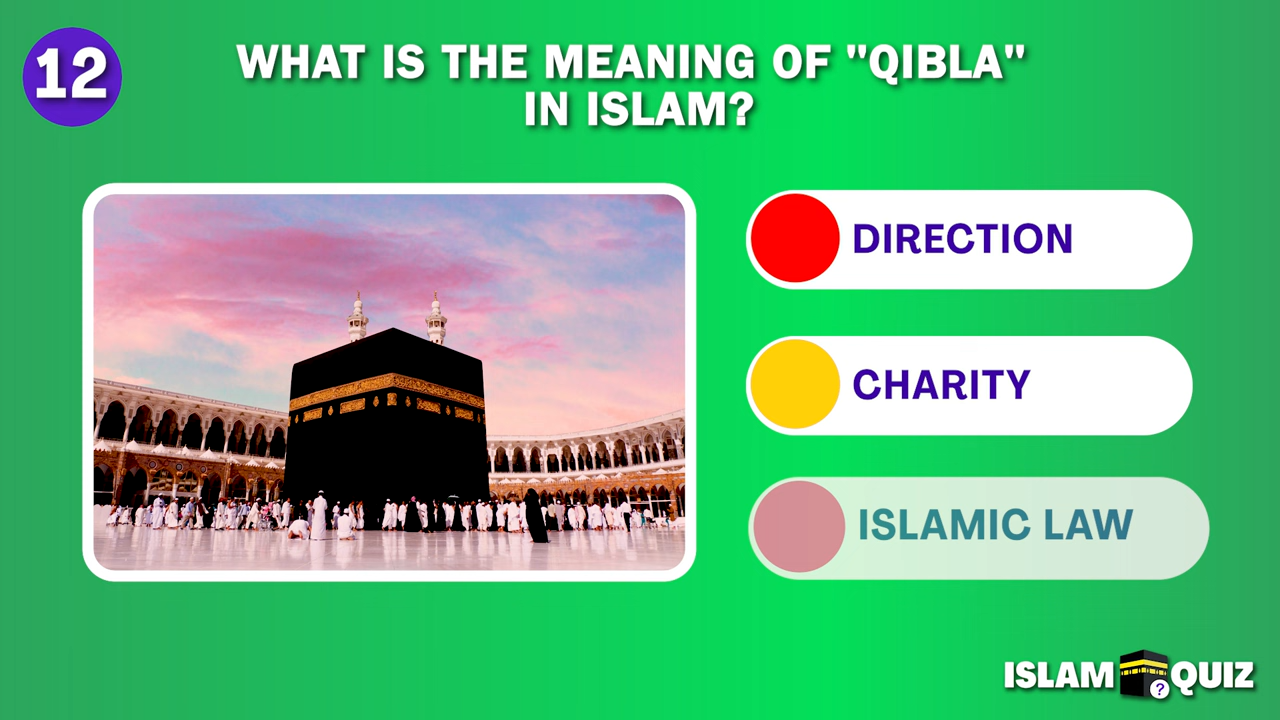 12
WHAT IS THE MEANING OF "QIBLA"
IN ISLAM?
DIRECTION
CHARITY
ISLAMIC LAW
ISLAM ? QUIZ